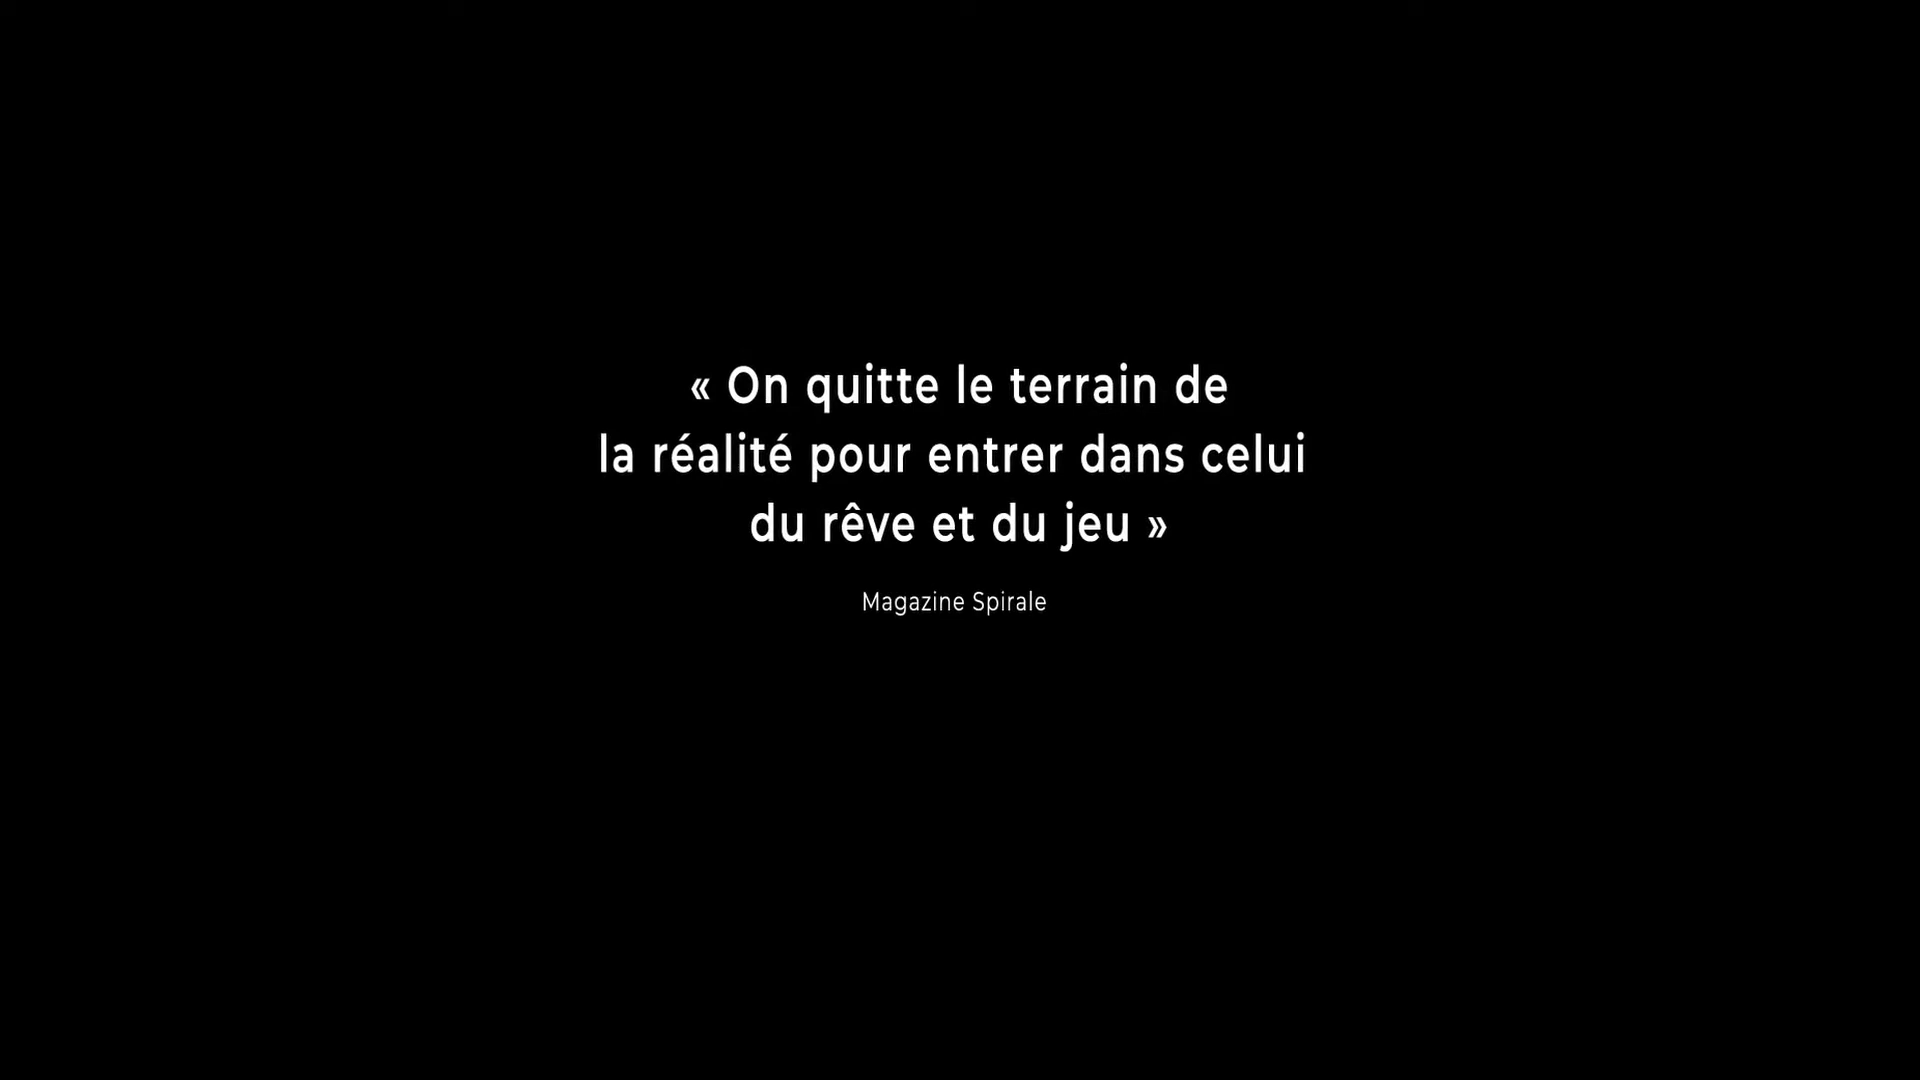 « On quitte le terrain de
la réalité pour entrer dans celui
du rêve et du jeu »
Magazine Spirale